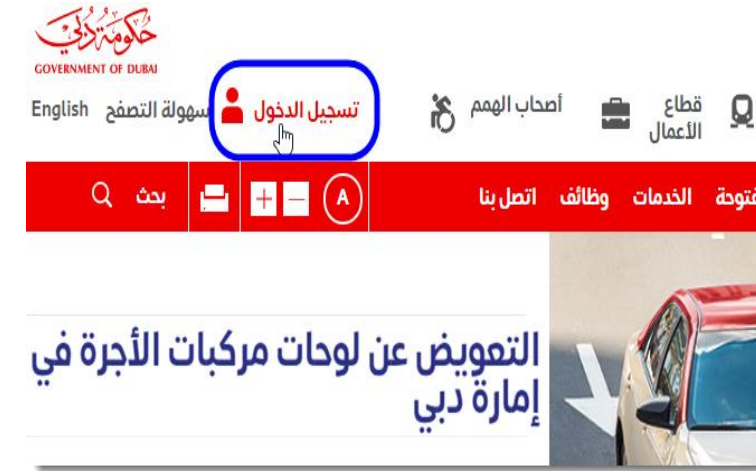 حكومة دبي
GOVERNMENT OF DUBAI
قطاع الأعمال
أصحاب الهمم
تسجيل الدخول
سهولة التصفح
English
الخدمات وظائف اتصل بنا
A
بحث
التعويض عن لوحات مركبات الأجرة في
إمارة دبي